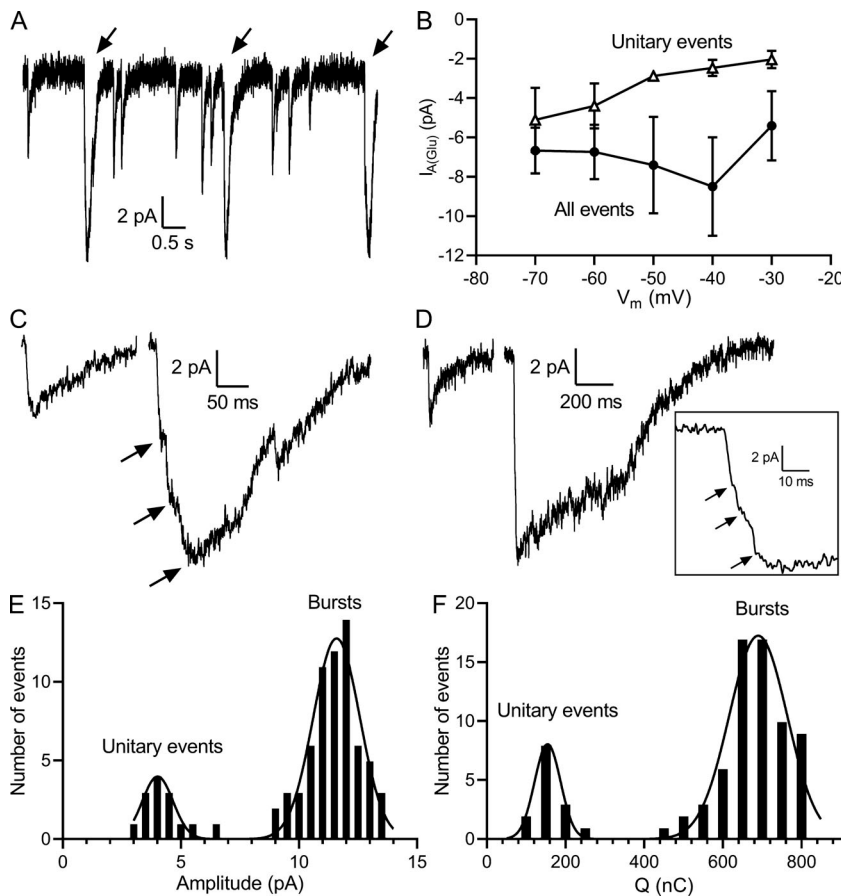 A
2 pA
0.5 s
B
Unitary events
All events
I_A(Glu) (pA)
0
-2
-4
-6
-8
-10
-12
-80 -70 -60 -50 -40 -30 -20
V_m (mV)
C
2 pA
50 ms
D
2 pA
200 ms
2 pA
10 ms
E
Bursts
Unitary events
Number of events
15
10
5
0
0 5 10 15
Amplitude (pA)
F
Bursts
Unitary events
Number of events
20
15
10
5
0
0 200 400 600 800
Q (nC)